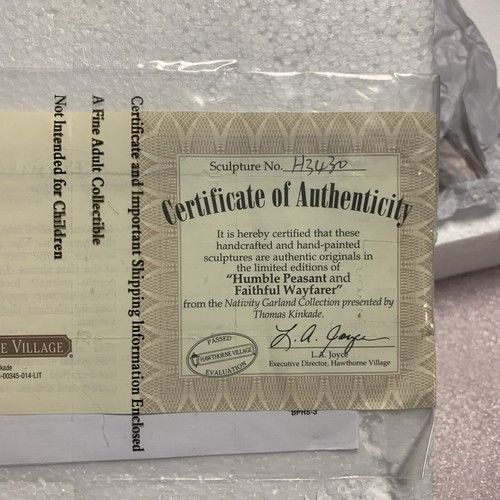 Certificate and Important Shipping Information Enclosed
A Fine Adult Collectible
Not Intended for Children
E VILLAGE
-00345-014-LIT
Sculpture No. H3430
Certificate of Authenticity
It is hereby certified that these
handcrafted and hand-painted
sculptures are authentic originals in
the limited editions of
"Humble Peasant and
Faithful Wayfarer"
from the Nativity Garland Collection presented by
Thomas Kinkade.
PASSED
HAWTHORNE VILLAGE
EVALUATION
L. A. Joyce
L.A. Joyce
Executive Director, Hawthorne Village
BPHS-3